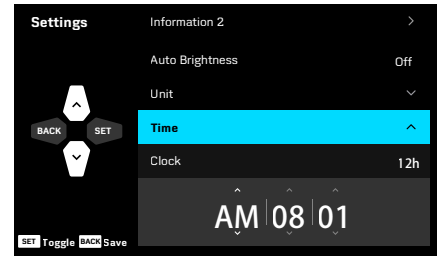 Settings
Information 2
Auto Brightness Off
Unit
BACK SET
Time
Clock 12h
AM 08 01
SET Toggle BACK Save